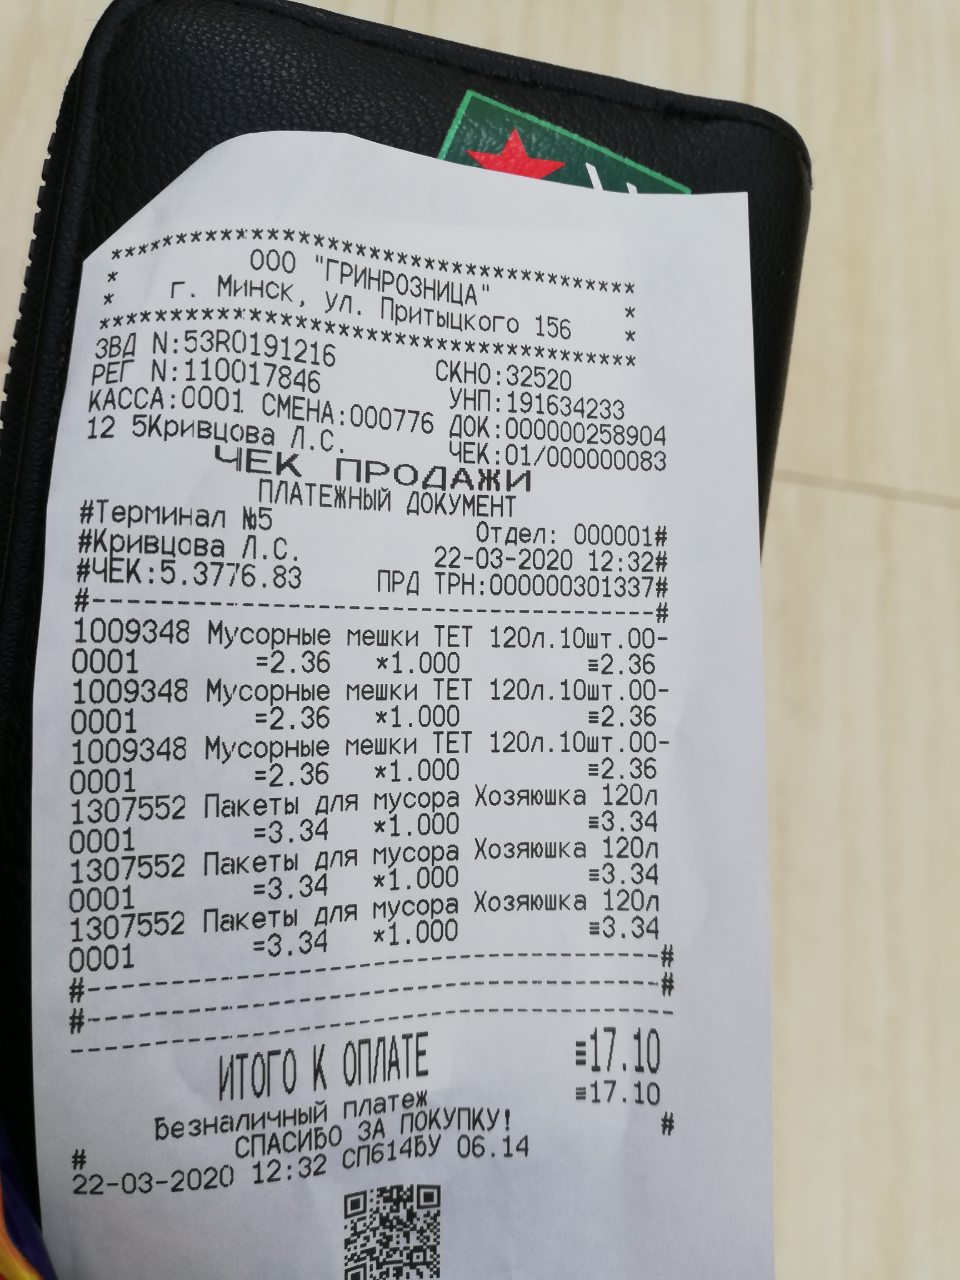 ****************************************
* ООО "ГРИНРОЗНИЦА" *
* г. Минск, ул. Притыцкого 156 *
****************************************
ЗВД N:53R0191216 СКНО:32520
РЕГ N:110017846 УНП:191634233
КАССА:0001 СМЕНА:000776 ДОК:000000258904
12 5Кривцова Л.С. ЧЕК:01/000000083
ЧЕК ПРОДАЖИ
ПЛАТЕЖНЫЙ ДОКУМЕНТ
#Терминал №5 Отдел: 000001#
#Кривцова Л.С. 22-03-2020 12:32#
#ЧЕК:5.3776.83 ПРД ТРН:000000301337#
#--------------------------------------#
1009348 Мусорные мешки ТЕТ 120л.10шт.00-
0001 =2.36 *1.000 ≡2.36
1009348 Мусорные мешки ТЕТ 120л.10шт.00-
0001 =2.36 *1.000 ≡2.36
1009348 Мусорные мешки ТЕТ 120л.10шт.00-
0001 =2.36 *1.000 ≡2.36
1307552 Пакеты для мусора Хозяюшка 120л
0001 =3.34 *1.000 ≡3.34
1307552 Пакеты для мусора Хозяюшка 120л
0001 =3.34 *1.000 ≡3.34
1307552 Пакеты для мусора Хозяюшка 120л
0001 =3.34 *1.000 ≡3.34
#--------------------------------------#
#--------------------------------------#
----------------------------------------
ИТОГО К ОПЛАТЕ ≡17.10
Безналичный платеж ≡17.10
СПАСИБО ЗА ПОКУПКУ!
# #
22-03-2020 12:32 СП614БУ 06.14